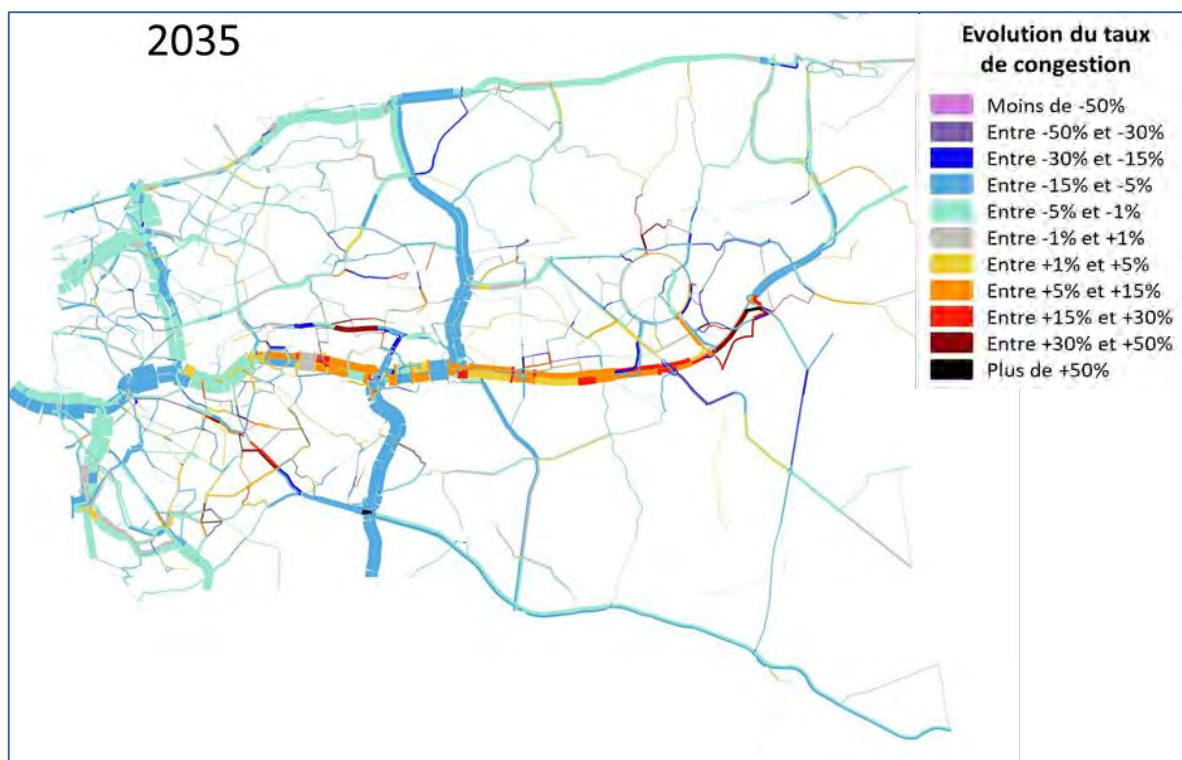 2035
Evolution du taux
de congestion
Moins de -50%
Entre -50% et -30%
Entre -30% et -15%
Entre -15% et -5%
Entre -5% et -1%
Entre -1% et +1%
Entre +1% et +5%
Entre +5% et +15%
Entre +15% et +30%
Entre +30% et +50%
Plus de +50%